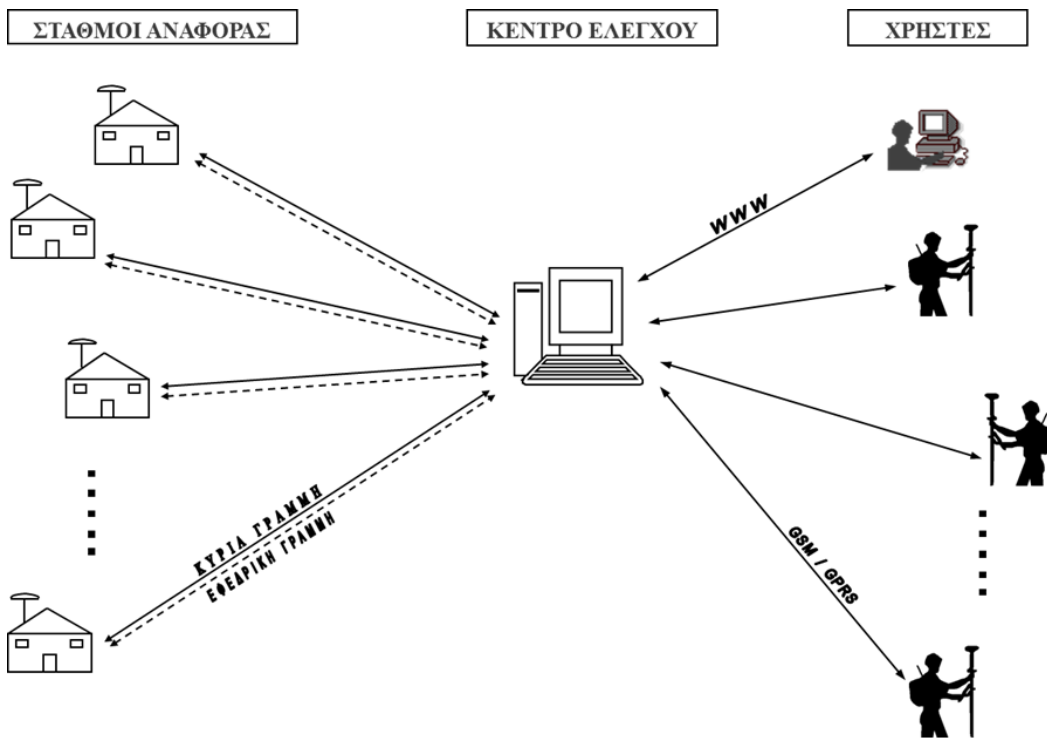 ΣΤΑΘΜΟΙ ΑΝΑΦΟΡΑΣ
ΚΕΝΤΡΟ ΕΛΕΓΧΟΥ
ΧΡΗΣΤΕΣ
WWW
ΚΥΡΙΑ ΓΡΑΜΜΗ
ΕΦΕΔΡΙΚΗ ΓΡΑΜΜΗ
GSM / GPRS